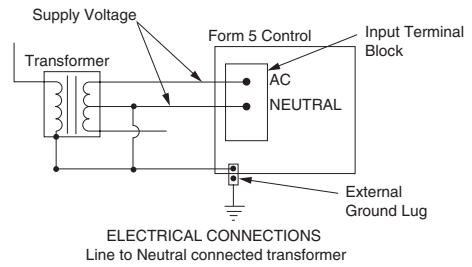 Supply Voltage
Form 5 Control
Input Terminal
Block
Transformer
AC
NEUTRAL
External
Ground Lug
ELECTRICAL CONNECTIONS
Line to Neutral connected transformer